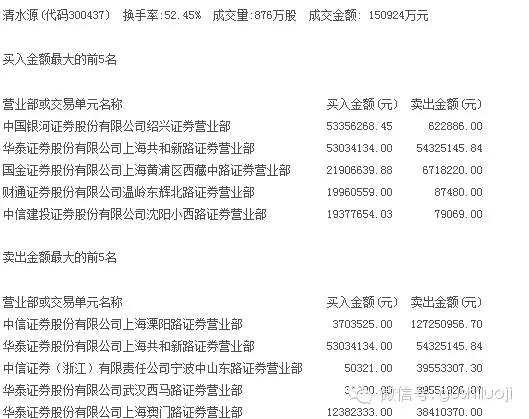 清水源(代码300437) 换手率:52.45% 成交量:876万股 成交金额: 150924万元
买入金额最大的前5名
营业部或交易单元名称 买入金额(元) 卖出金额(元)
中国银河证券股份有限公司绍兴证券营业部 53356268.45 622886.00
华泰证券股份有限公司上海共和新路证券营业部 53034134.00 54325145.84
国金证券股份有限公司上海黄浦区西藏中路证券营业部 21906639.88 6718220.00
财通证券股份有限公司温岭东辉北路证券营业部 19960559.00 87480.00
中信建投证券股份有限公司沈阳小西路证券营业部 19377654.03 79069.00
卖出金额最大的前5名
营业部或交易单元名称 买入金额(元) 卖出金额(元)
中信证券股份有限公司上海溧阳路证券营业部 3703525.00 127250956.70
华泰证券股份有限公司上海共和新路证券营业部 53034134.00 54325145.84
中信证券（浙江）有限责任公司宁波中山东路证券营业部 50321.00 39553307.30
华泰证券股份有限公司武汉西马路证券营业部
微信号:
华泰证券股份有限公司上海澳门路证券营业部 12382333.00 38410370.00